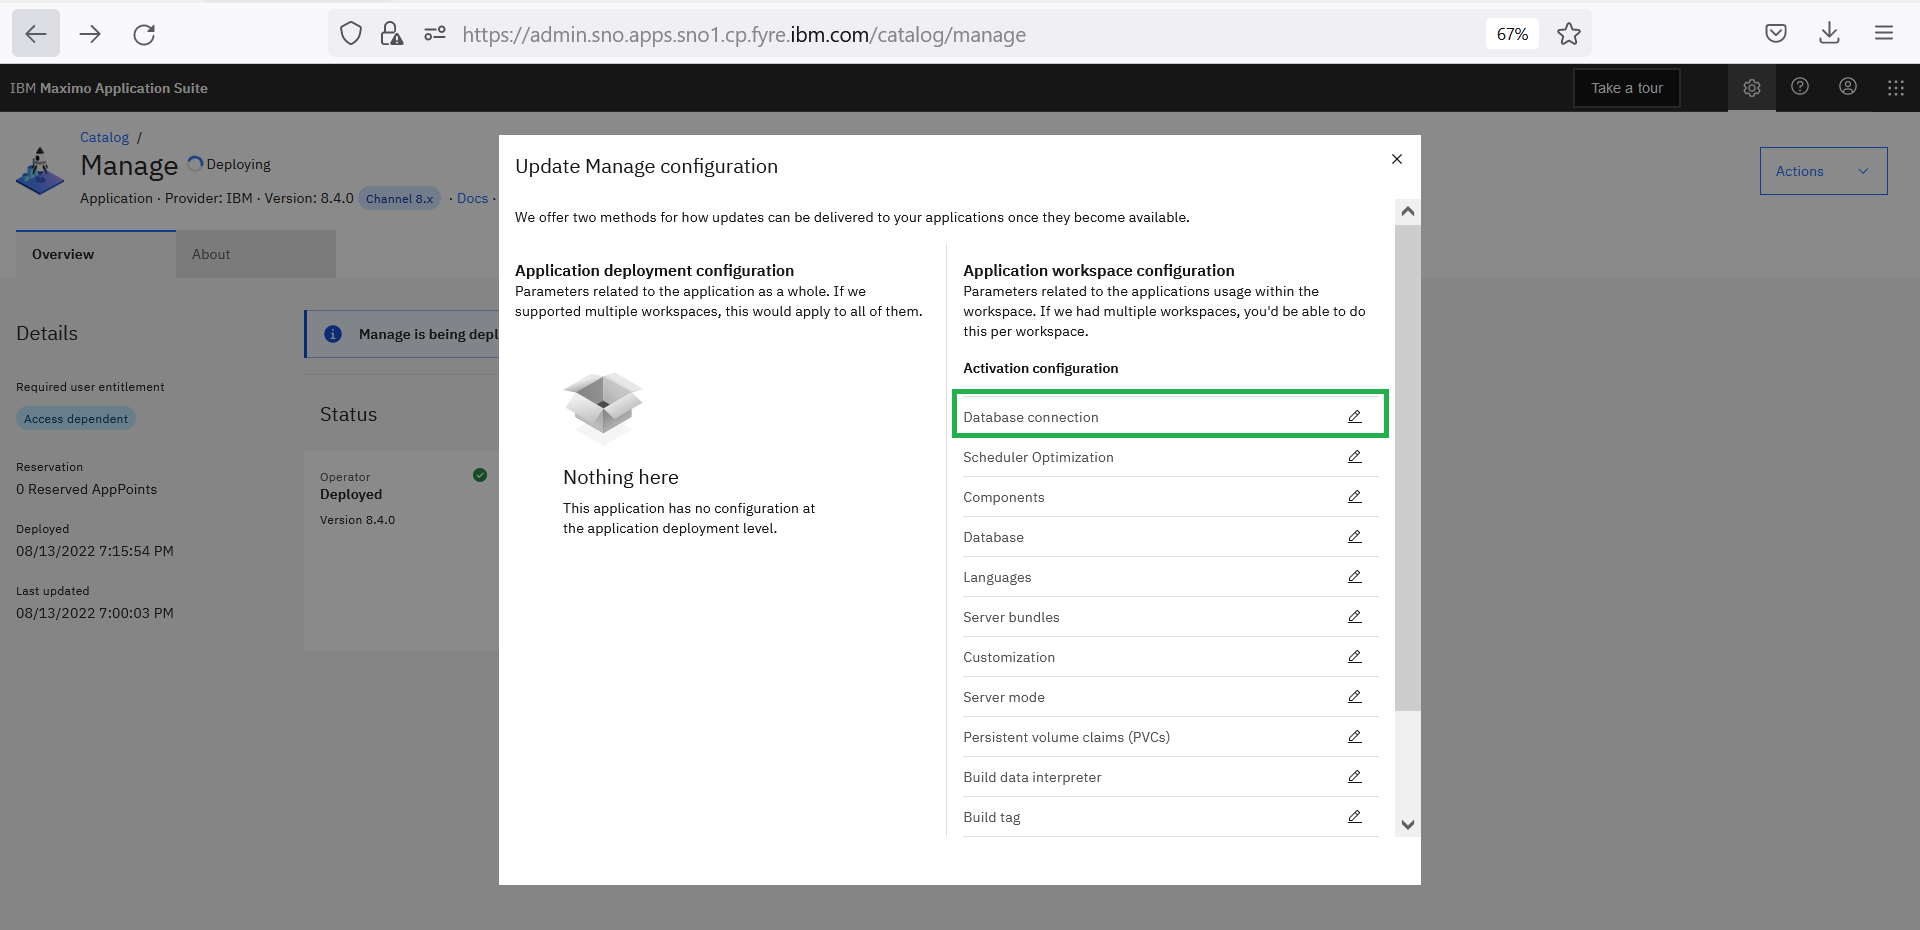 https://admin.sno.apps.sno1.cp.fyre.ibm.com/catalog/manage
67%
IBM Maximo Application Suite
Take a tour
Catalog /
Manage
Deploying
Application · Provider: IBM · Version: 8.4.0 Channel 8.x · Docs ·
Actions
Overview
About
Details
Required user entitlement
Access dependent
Reservation
0 Reserved AppPoints
Deployed
08/13/2022 7:15:54 PM
Last updated
08/13/2022 7:00:03 PM
Manage is being depl
Status
Operator
Deployed
Version 8.4.0
Update Manage configuration
We offer two methods for how updates can be delivered to your applications once they become available.
Application deployment configuration
Parameters related to the application as a whole. If we
supported multiple workspaces, this would apply to all of them.
Nothing here
This application has no configuration at
the application deployment level.
Application workspace configuration
Parameters related to the applications usage within the
workspace. If we had multiple workspaces, you'd be able to do
this per workspace.
Activation configuration
Database connection
Scheduler Optimization
Components
Database
Languages
Server bundles
Customization
Server mode
Persistent volume claims (PVCs)
Build data interpreter
Build tag